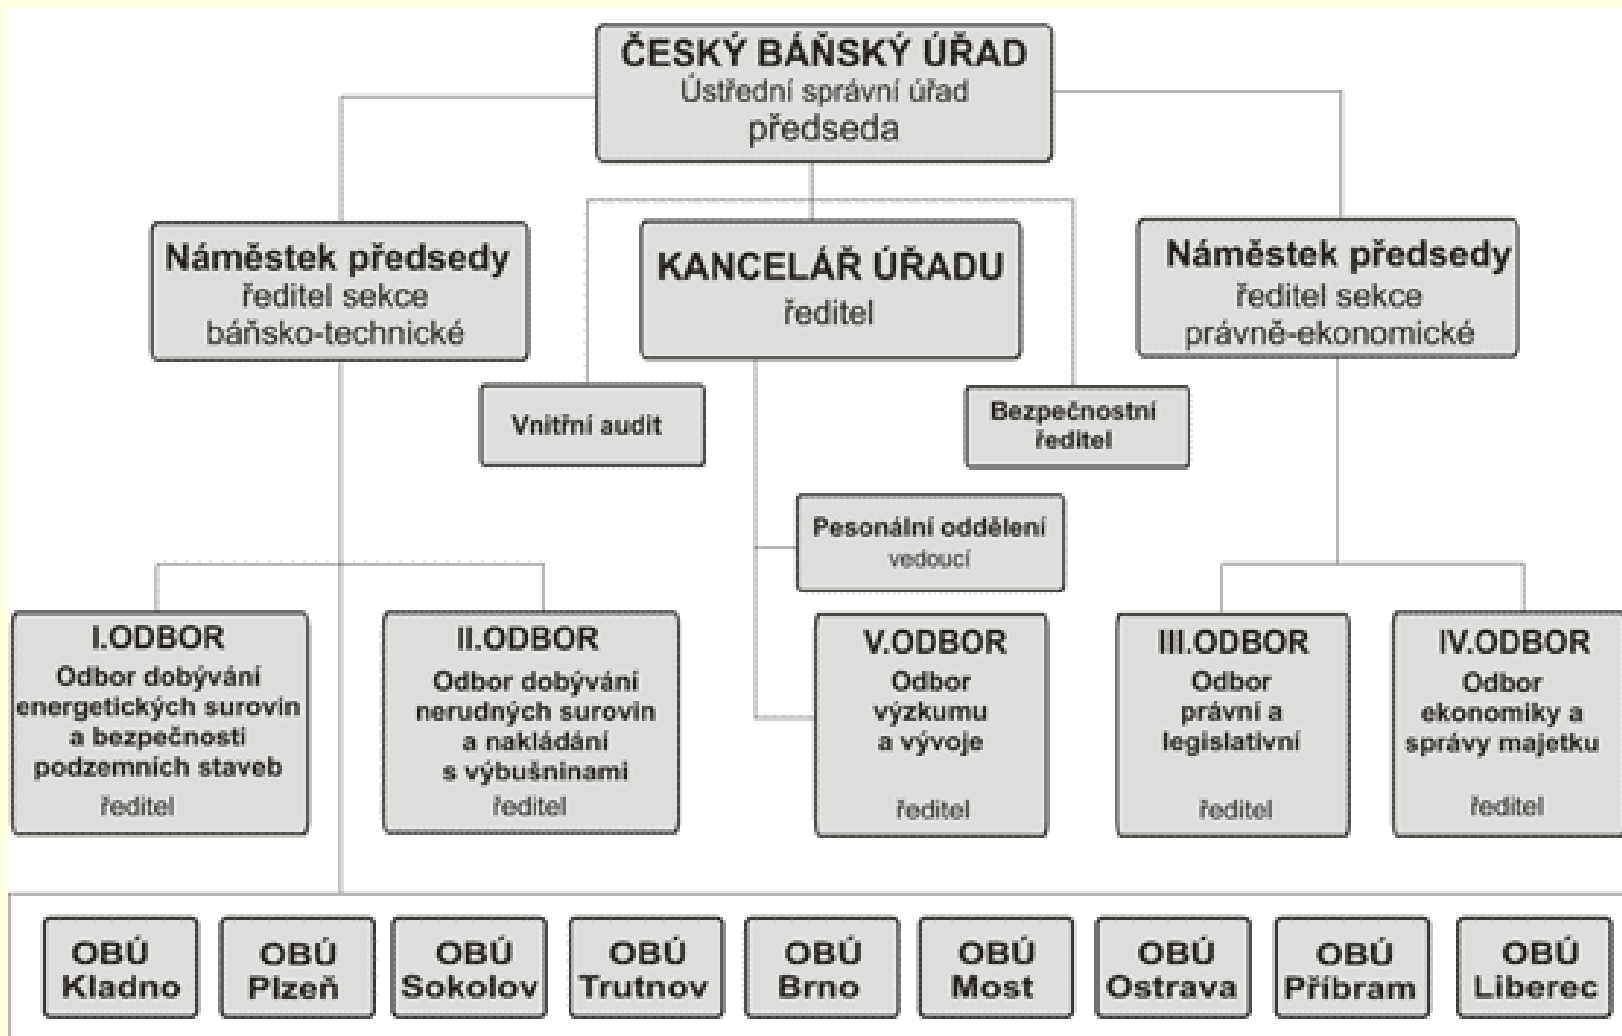 ČESKÝ BÁŇSKÝ ÚŘAD
Ústřední správní úřad
předseda
Náměstek předsedy
ředitel sekce
báňsko-technické
KANCELÁŘ ÚŘADU
ředitel
Náměstek předsedy
ředitel sekce
právně-ekonomické
Vnitřní audit
Bezpečnostní
ředitel
Pesonální oddělení
vedoucí
I.ODBOR
Odbor dobývání
energetických surovin
a bezpečnosti
podzemních staveb
ředitel
II.ODBOR
Odbor dobývání
nerudných surovin
a nakládání
s výbušninami
ředitel
V.ODBOR
Odbor
výzkumu
a vývoje
ředitel
III.ODBOR
Odbor
právní a
legislativní
ředitel
IV.ODBOR
Odbor
ekonomiky a
správy majetku
ředitel
OBÚ
Kladno
OBÚ
Plzeň
OBÚ
Sokolov
OBÚ
Trutnov
OBÚ
Brno
OBÚ
Most
OBÚ
Ostrava
OBÚ
Příbram
OBÚ
Liberec